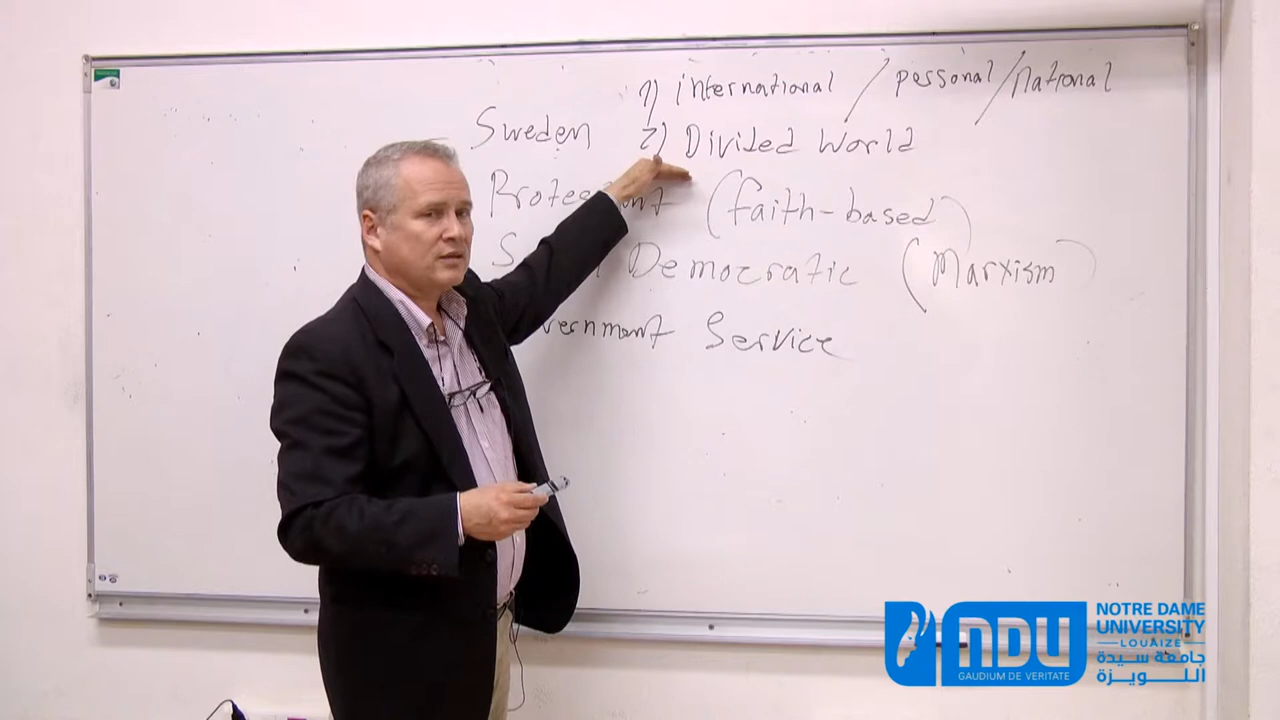 1) international / personal / national
Sweden 2) Divided World
(faith-based)
Democratic (Marxism)
Service
NDU
GAUDIUM DE VERITATE
NOTRE DAME
UNIVERSITY
LOUAIZE
جامعة سيدة
اللويزة